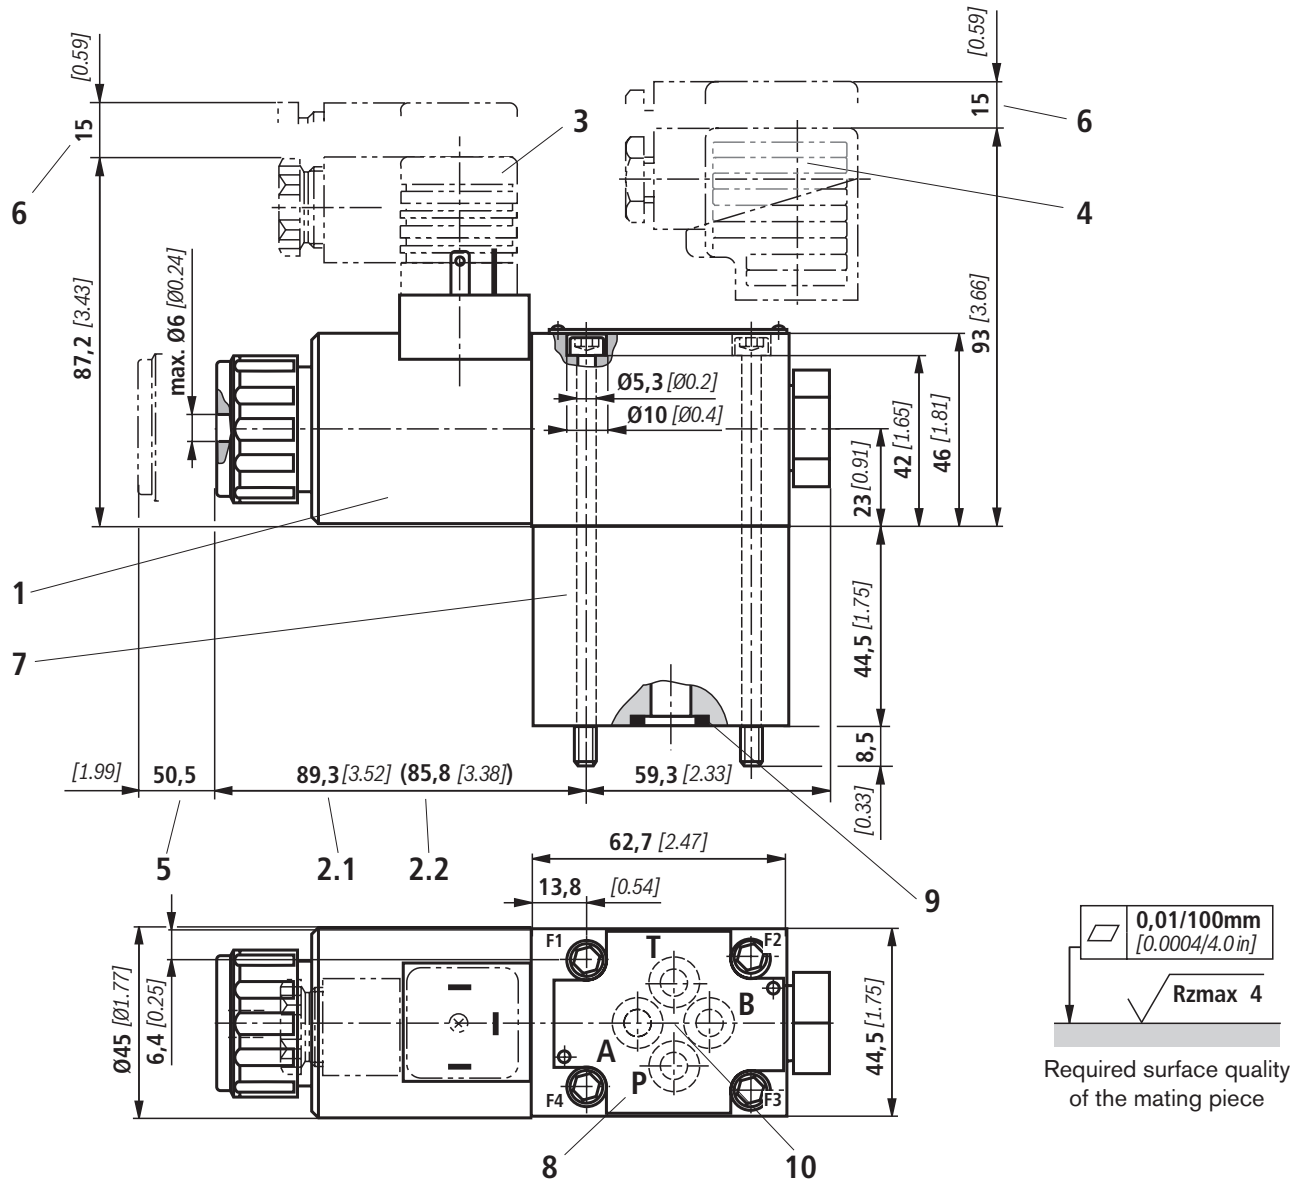 [0.59]
15
6
3
87,2 [3.43]
max. Ø6 [Ø0.24]
[0.59]
15
6
4
93 [3.66]
Ø5,3 [Ø0.2]
Ø10 [Ø0.4]
23 [0.91]
42 [1.65]
46 [1.81]
1
7
44,5 [1.75]
8,5
[0.33]
[1.99] 50,5 89,3 [3.52] (85,8 [3.38]) 59,3 [2.33]
5 2.1 2.2 9
62,7 [2.47]
13,8 [0.54]
Ø45 [Ø1.77]
6,4 [0.25]
F1 T F2
B
A
P
F4 F3
44,5 [1.75]
8 10
0,01/100mm
[0.0004/4.0 in]
Rzmax 4
Required surface quality
of the mating piece